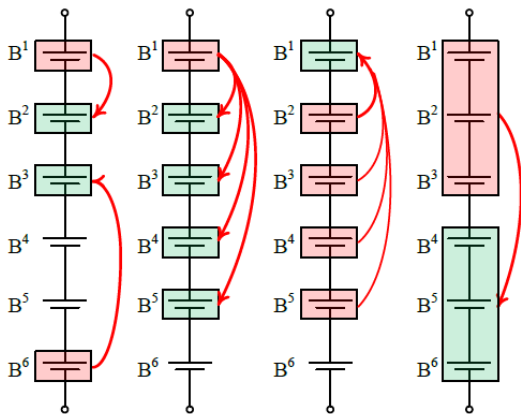 B¹ B¹ B¹ B¹
B² B² B² B²
B³ B³ B³ B³
B⁴ B⁴ B⁴ B⁴
B⁵ B⁵ B⁵ B⁵
B⁶ B⁶ B⁶ B⁶